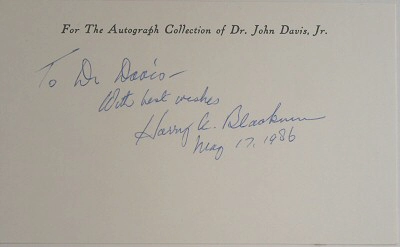 For The Autograph Collection of Dr. John Davis, Jr.
To Dr Davis –
With best wishes
Harry A. Blackmun
May 17, 1986